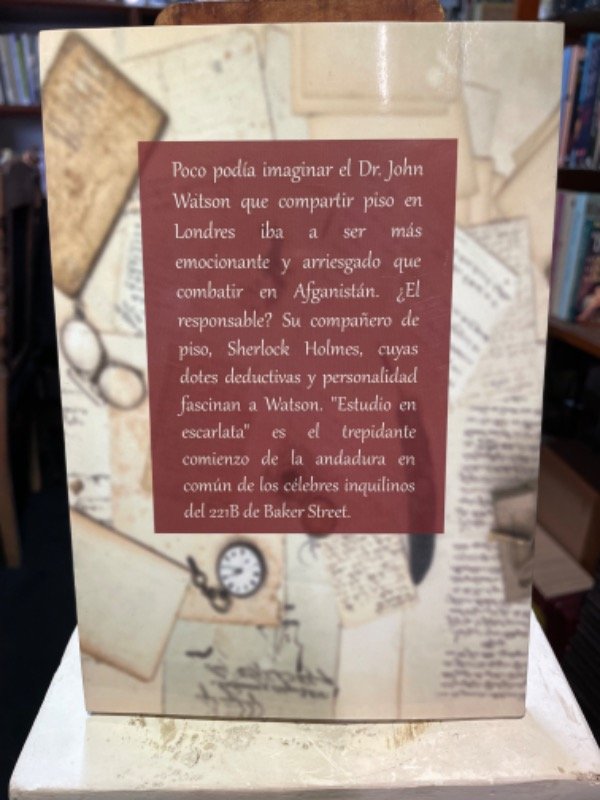 Poco podía imaginar el Dr. John
Watson que compartir piso en
Londres iba a ser más
emocionante y arriesgado que
combatir en Afganistán. ¿El
responsable? Su compañero de
piso, Sherlock Holmes, cuyas
dotes deductivas y personalidad
fascinan a Watson. "Estudio en
escarlata" es el trepidante
comienzo de la andadura en
común de los célebres inquilinos
del 221B de Baker Street.